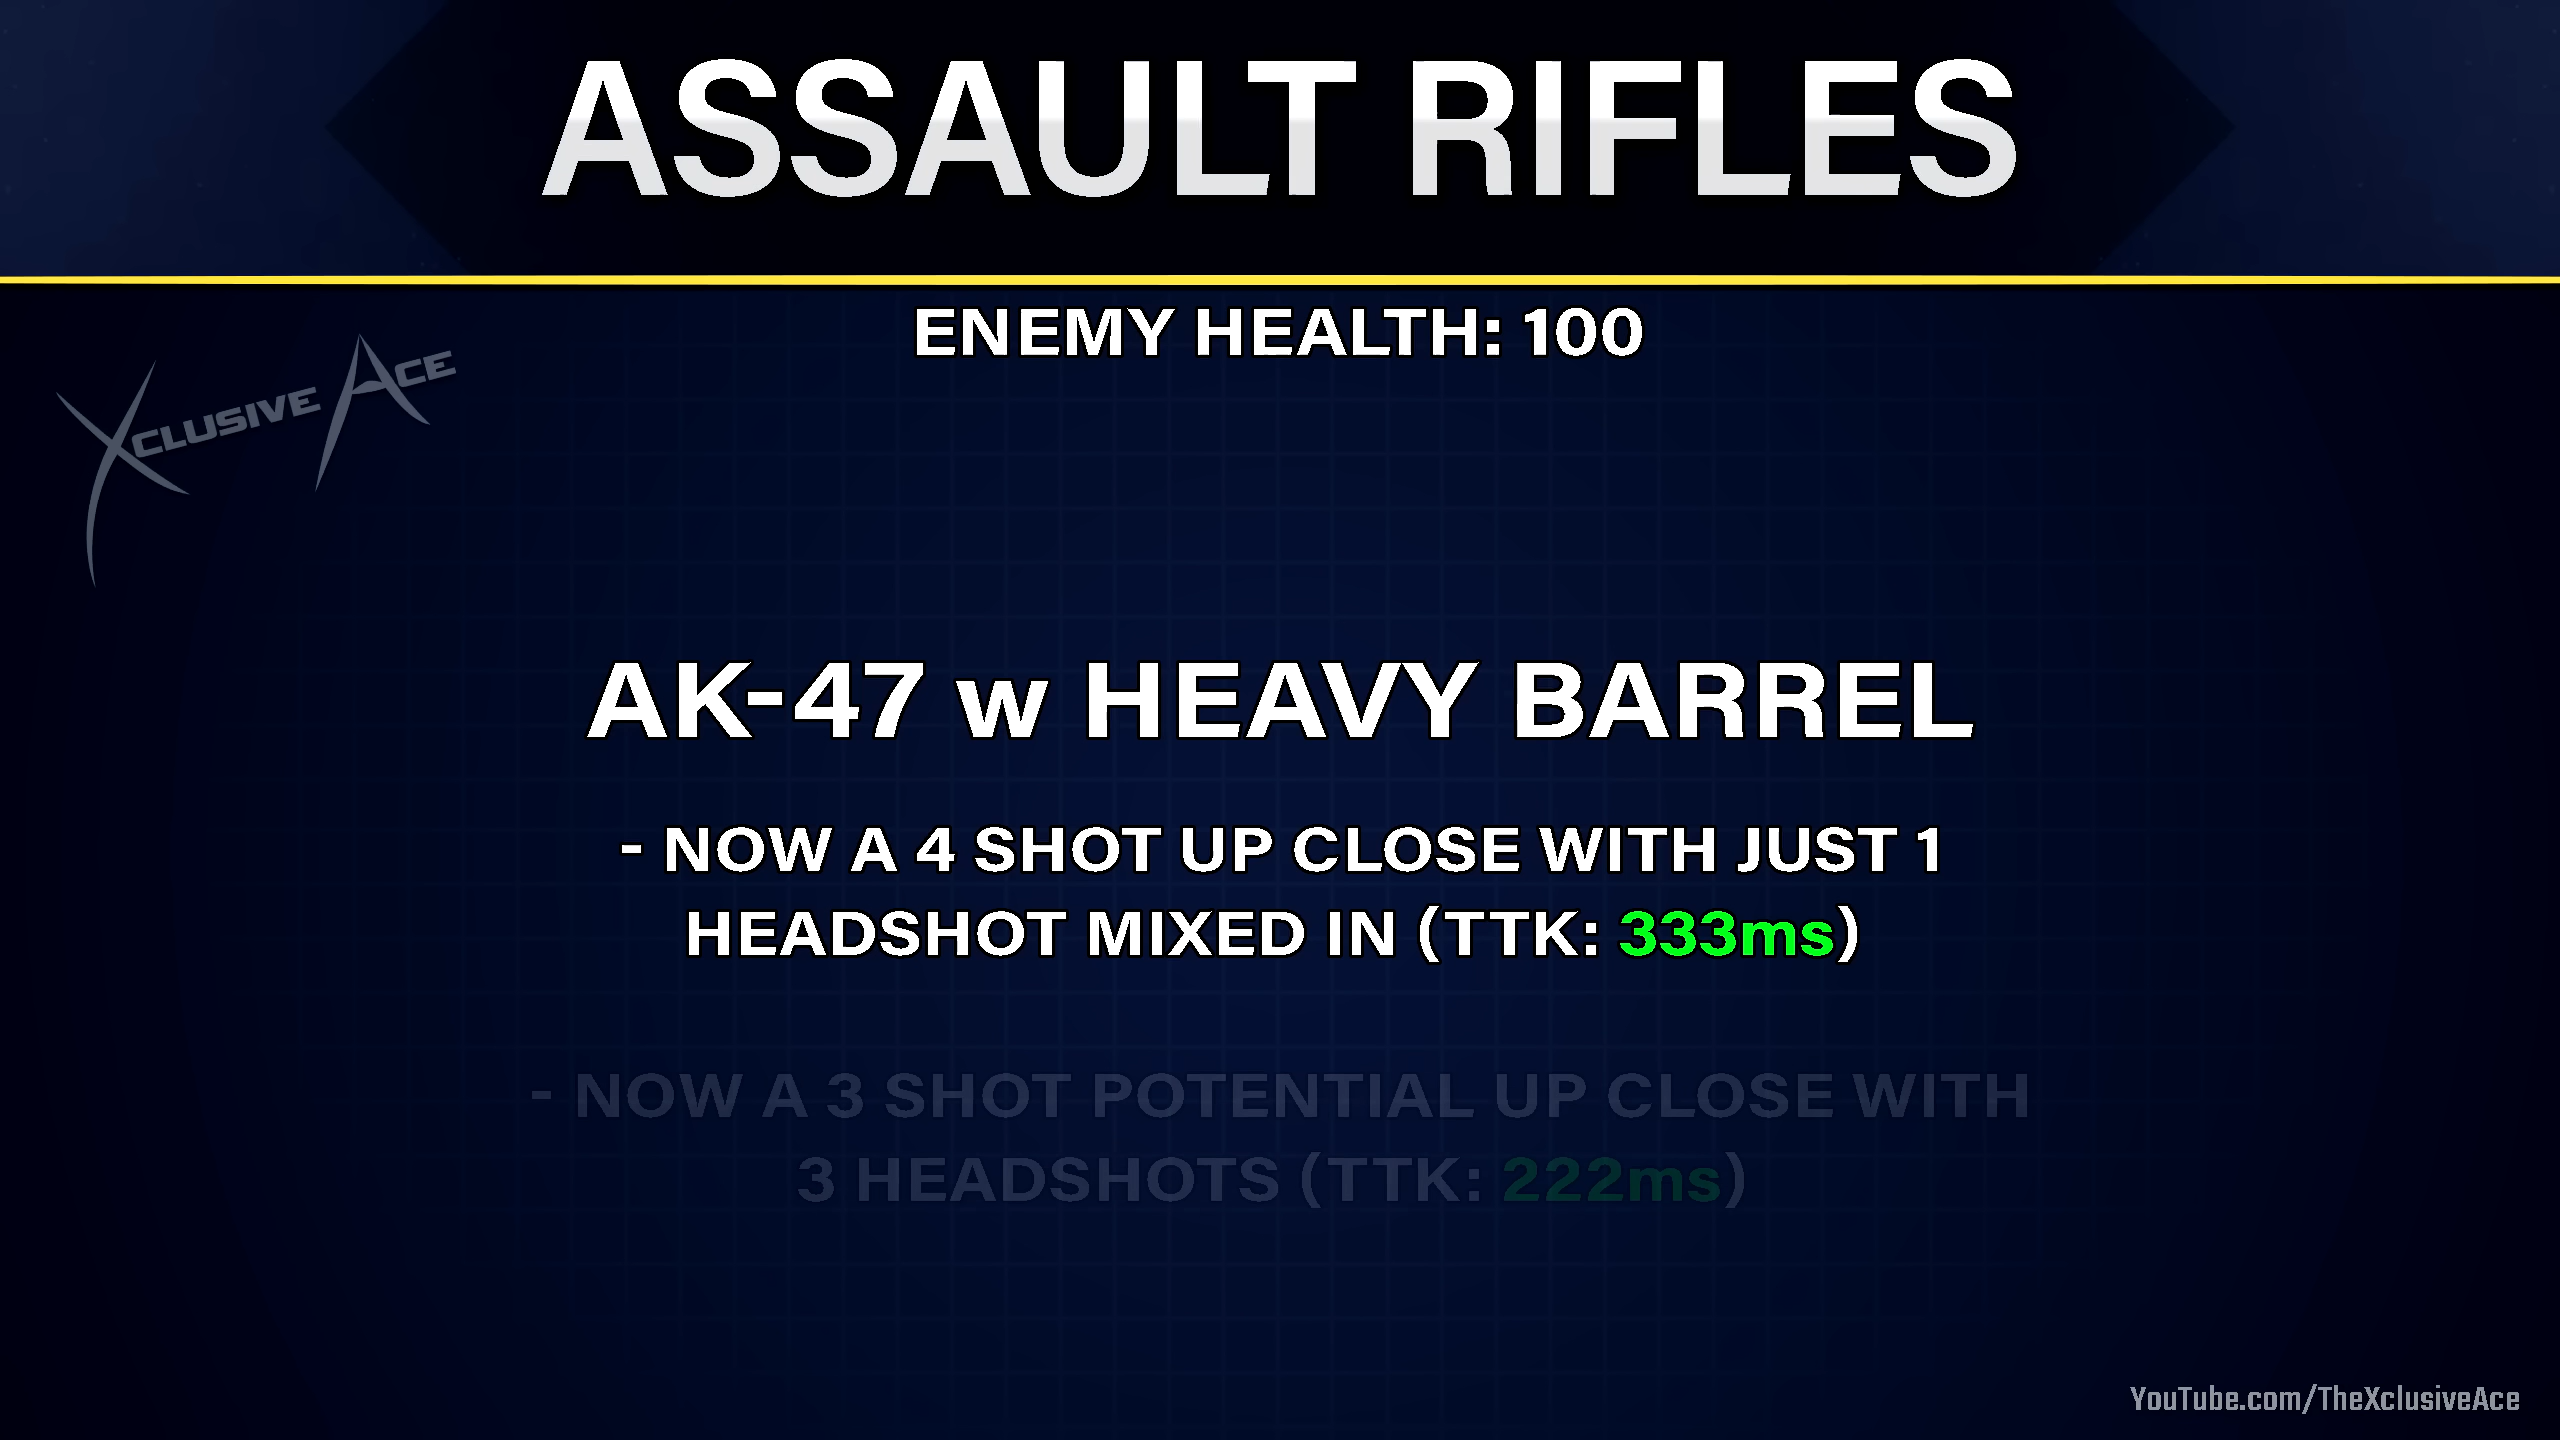 ASSAULT RIFLES
ENEMY HEALTH: 100
XCLUSIVE ACE
AK-47 w HEAVY BARREL
- NOW A 4 SHOT UP CLOSE WITH JUST 1
HEADSHOT MIXED IN (TTK: 333ms)
- NOW A 3 SHOT POTENTIAL UP CLOSE WITH
3 HEADSHOTS (TTK: 222ms)
YouTube.com/TheXclusiveAce